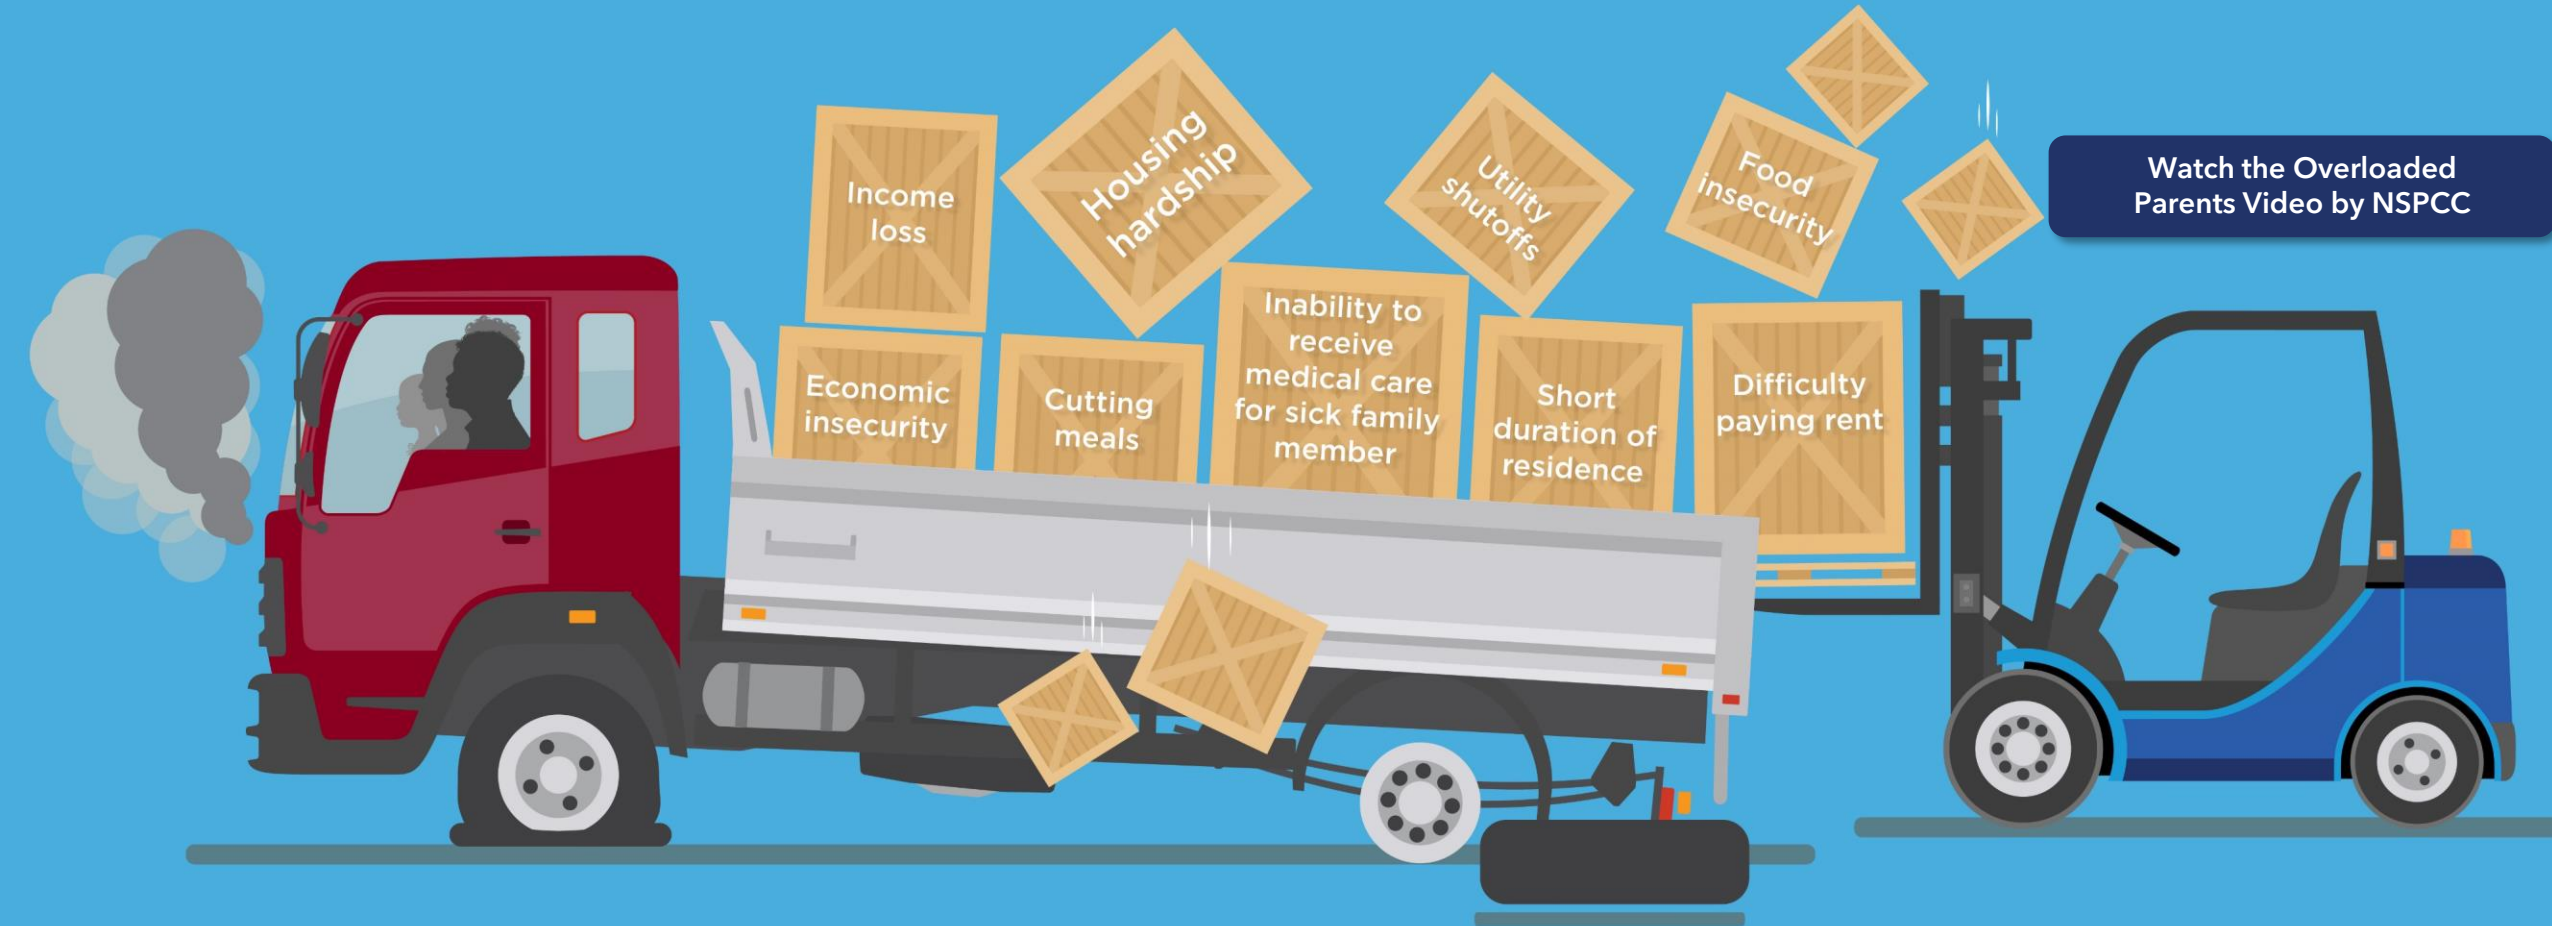 Income
loss
Housing
hardship
Utility
shutoffs
Food
insecurity
Watch the Overloaded
Parents Video by NSPCC
Economic
insecurity
Cutting
meals
Inability to
receive
medical care
for sick family
member
Short
duration of
residence
Difficulty
paying rent